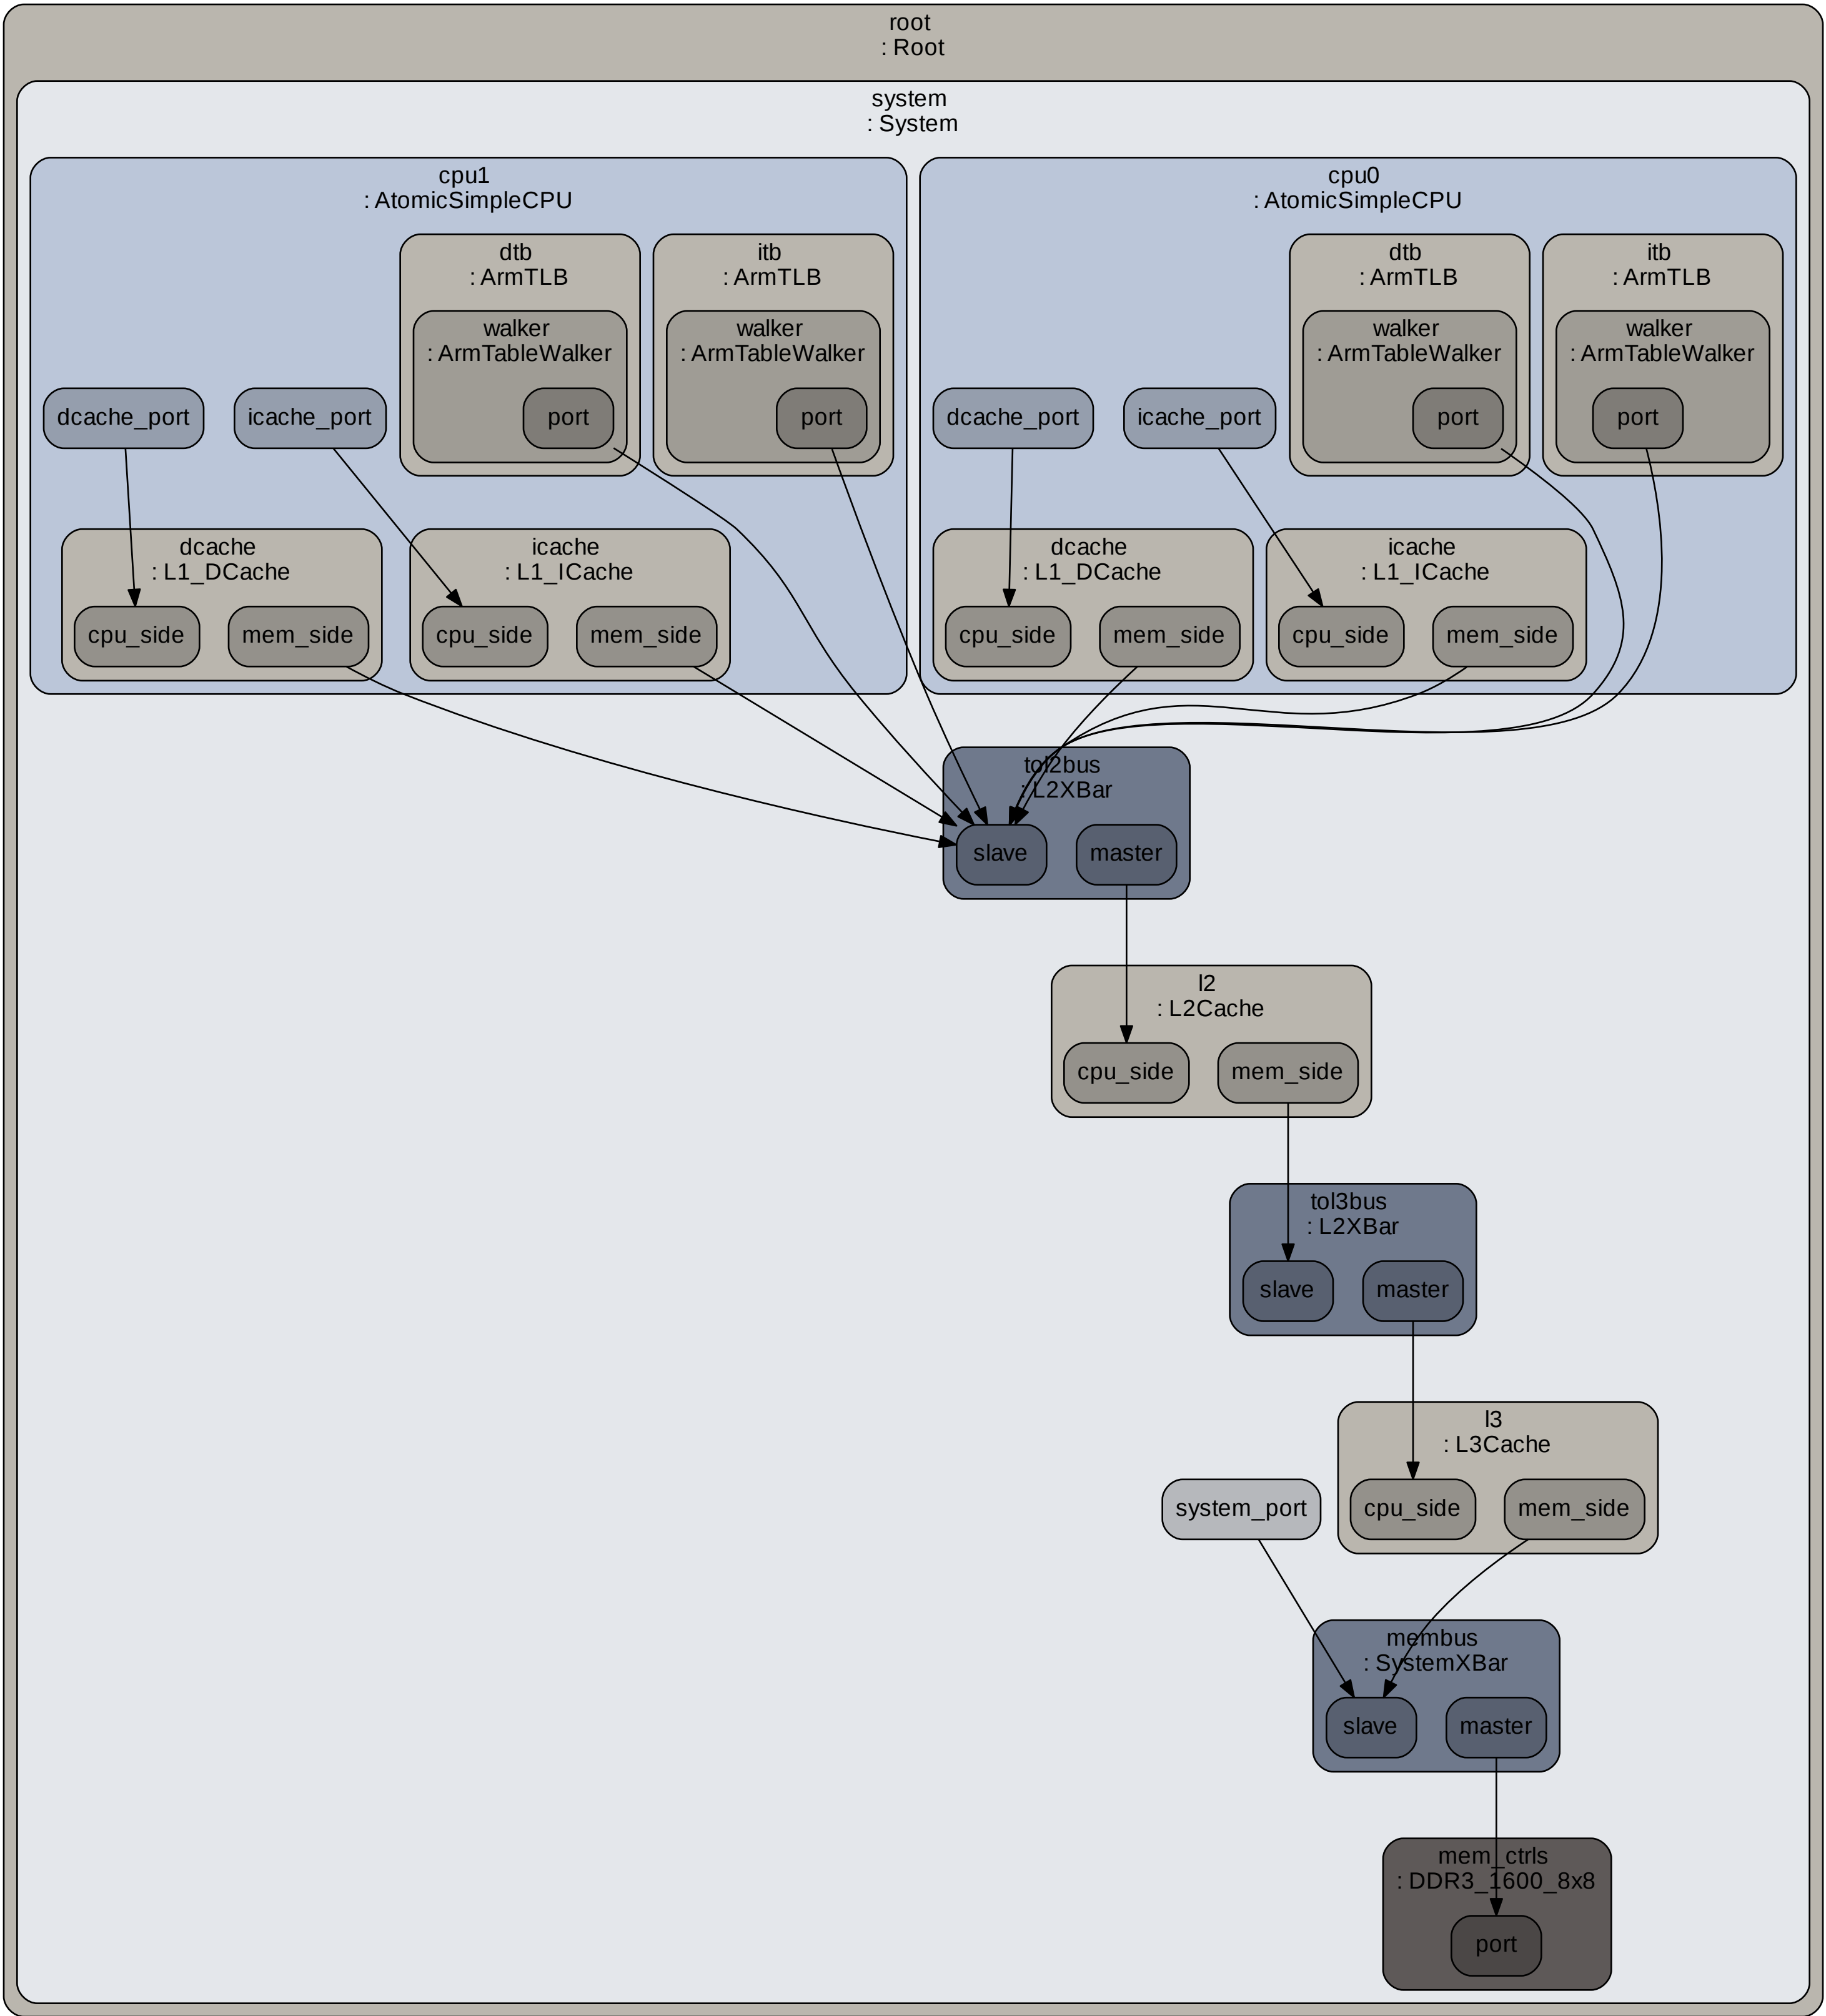 root
: Root
system
: System
cpu1
: AtomicSimpleCPU
dtb
: ArmTLB
walker
: ArmTableWalker
port
itb
: ArmTLB
walker
: ArmTableWalker
port
dcache_port
icache_port
dcache
: L1_DCache
cpu_side
mem_side
icache
: L1_ICache
cpu_side
mem_side
cpu0
: AtomicSimpleCPU
dtb
: ArmTLB
walker
: ArmTableWalker
port
itb
: ArmTLB
walker
: ArmTableWalker
port
dcache_port
icache_port
dcache
: L1_DCache
cpu_side
mem_side
icache
: L1_ICache
cpu_side
mem_side
tol2bus
: L2XBar
slave
master
l2
: L2Cache
cpu_side
mem_side
tol3bus
: L2XBar
slave
master
l3
: L3Cache
cpu_side
mem_side
system_port
membus
: SystemXBar
slave
master
mem_ctrls
: DDR3_1600_8x8
port